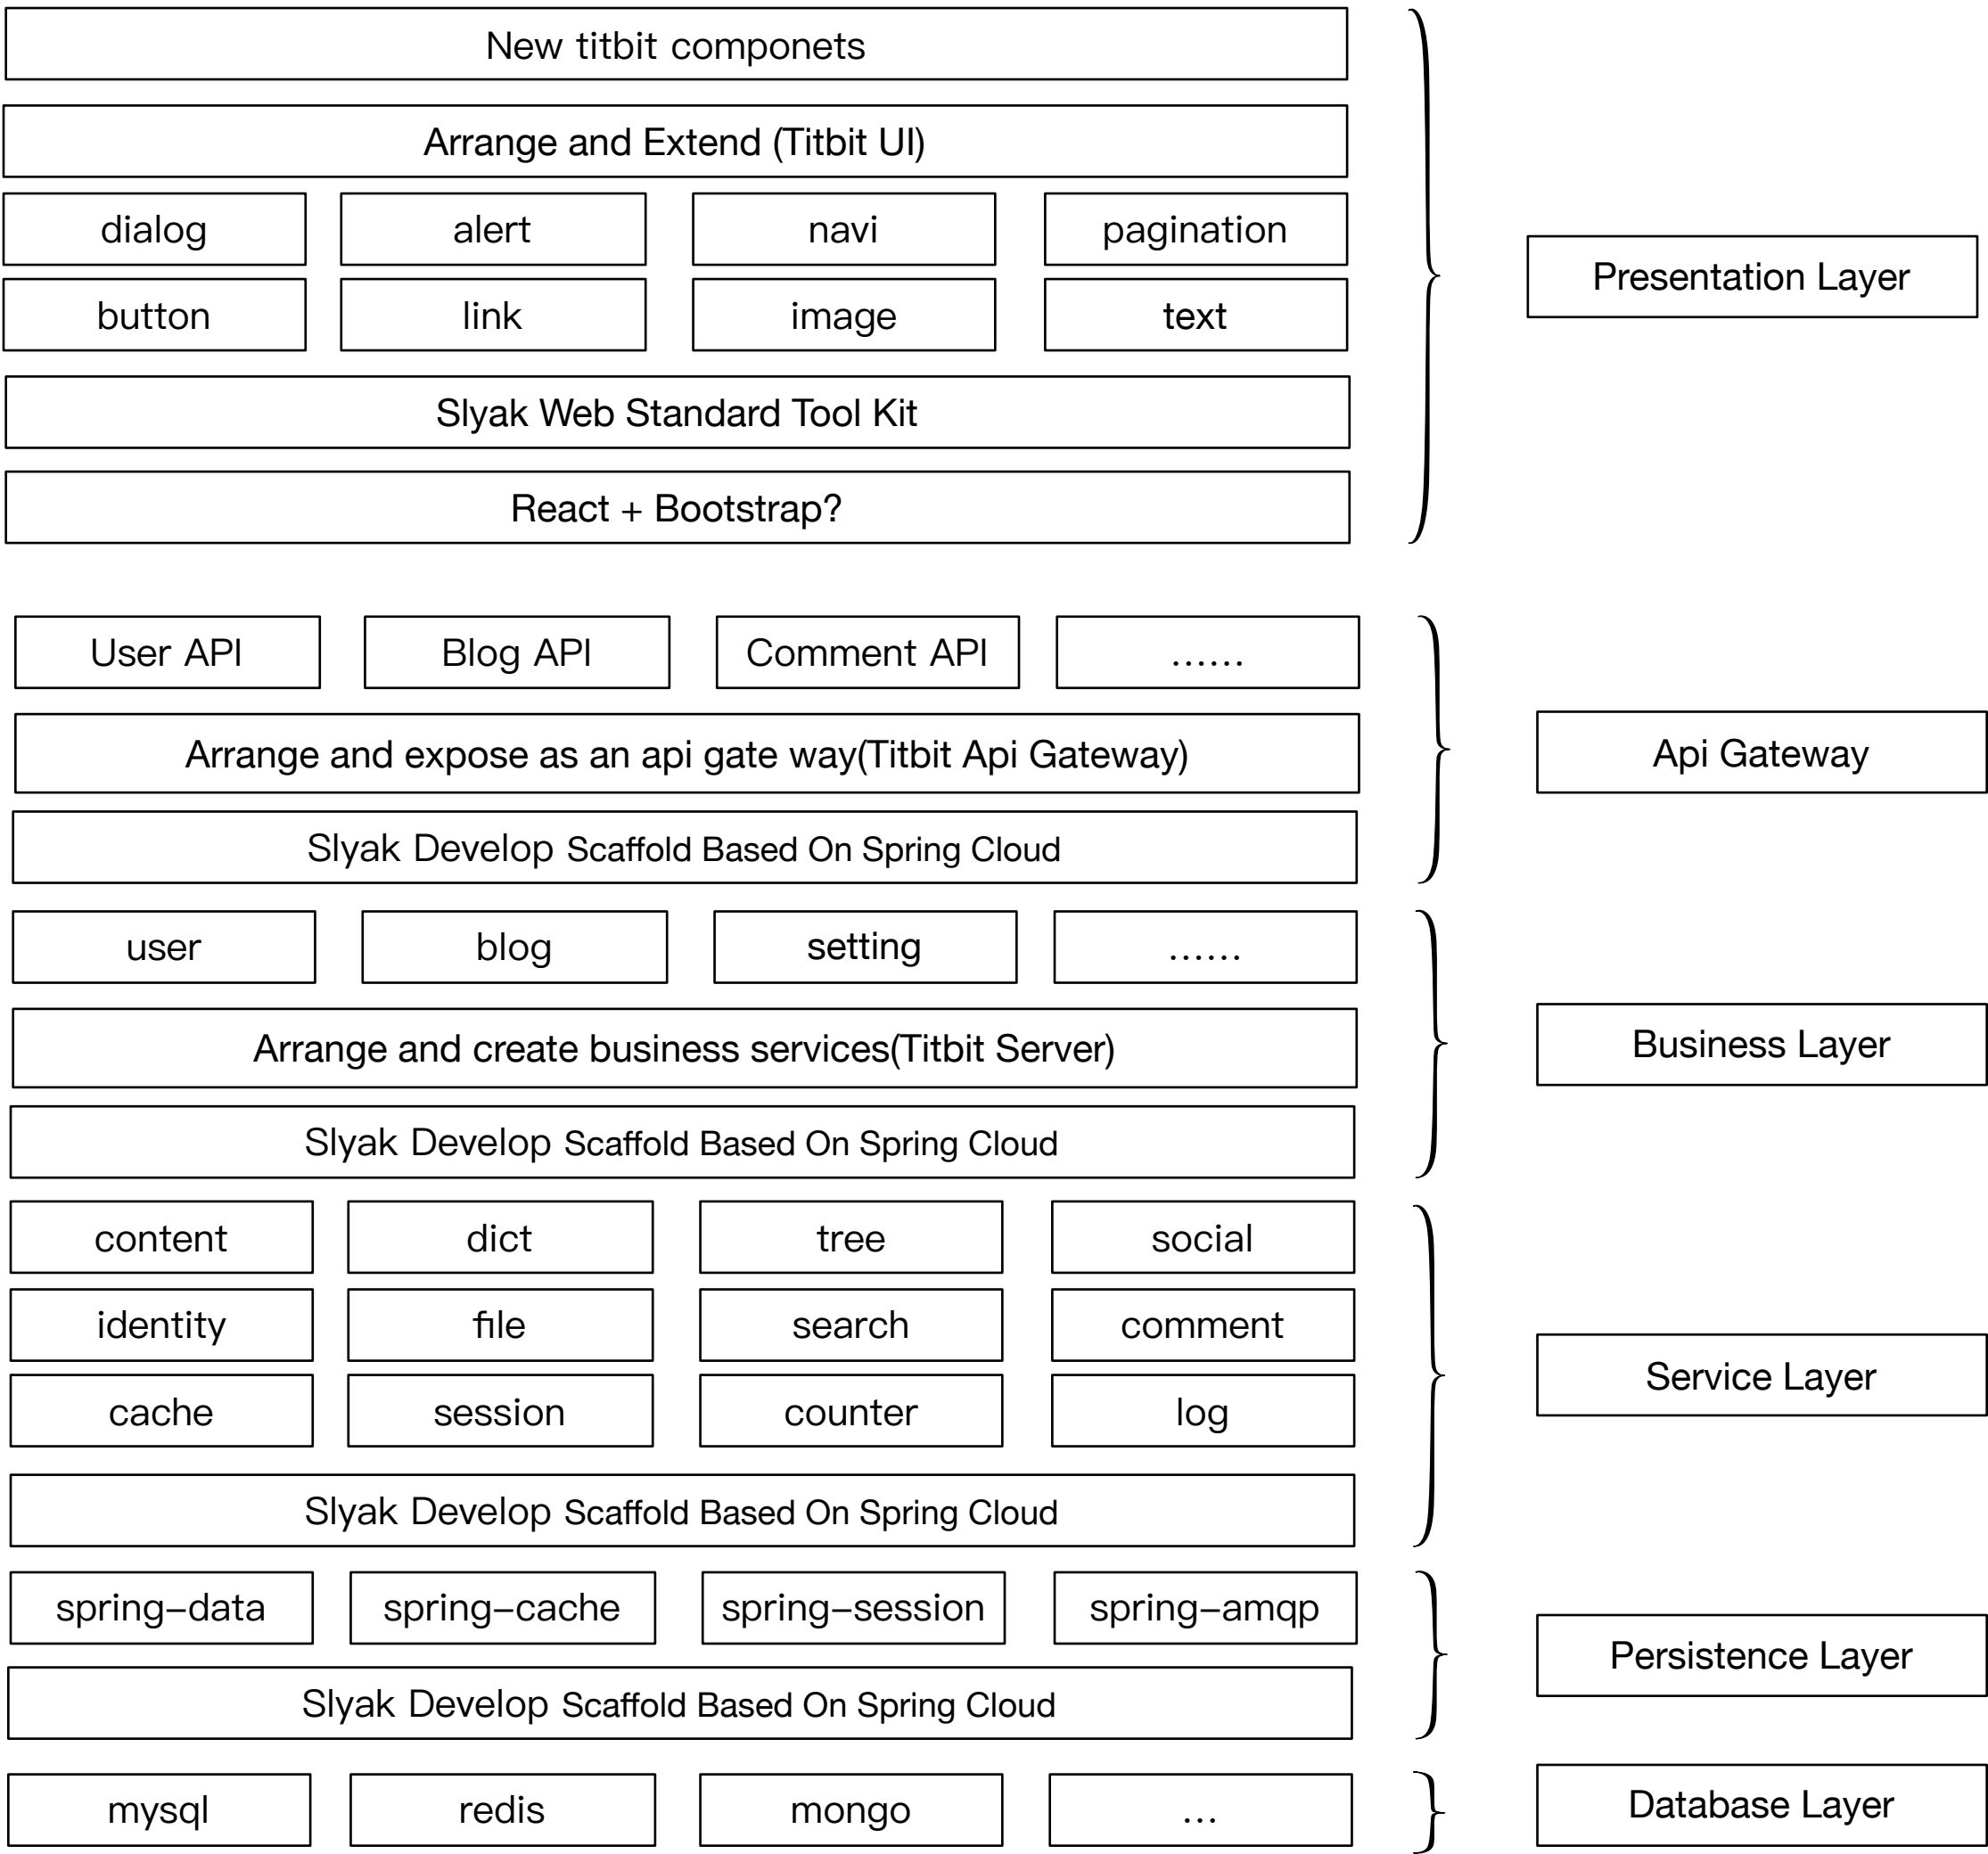 New titbit componets
Arrange and Extend (Titbit UI)
dialog alert navi pagination
Presentation Layer
button link image text
Slyak Web Standard Tool Kit
React + Bootstrap?
User API Blog API Comment API ......
Arrange and expose as an api gate way(Titbit Api Gateway)
Api Gateway
Slyak Develop Scaffold Based On Spring Cloud
user blog setting ......
Arrange and create business services(Titbit Server)
Business Layer
Slyak Develop Scaffold Based On Spring Cloud
content dict tree social
identity file search comment
Service Layer
cache session counter log
Slyak Develop Scaffold Based On Spring Cloud
spring-data spring-cache spring-session spring-amqp
Persistence Layer
Slyak Develop Scaffold Based On Spring Cloud
mysql redis mongo ...
Database Layer